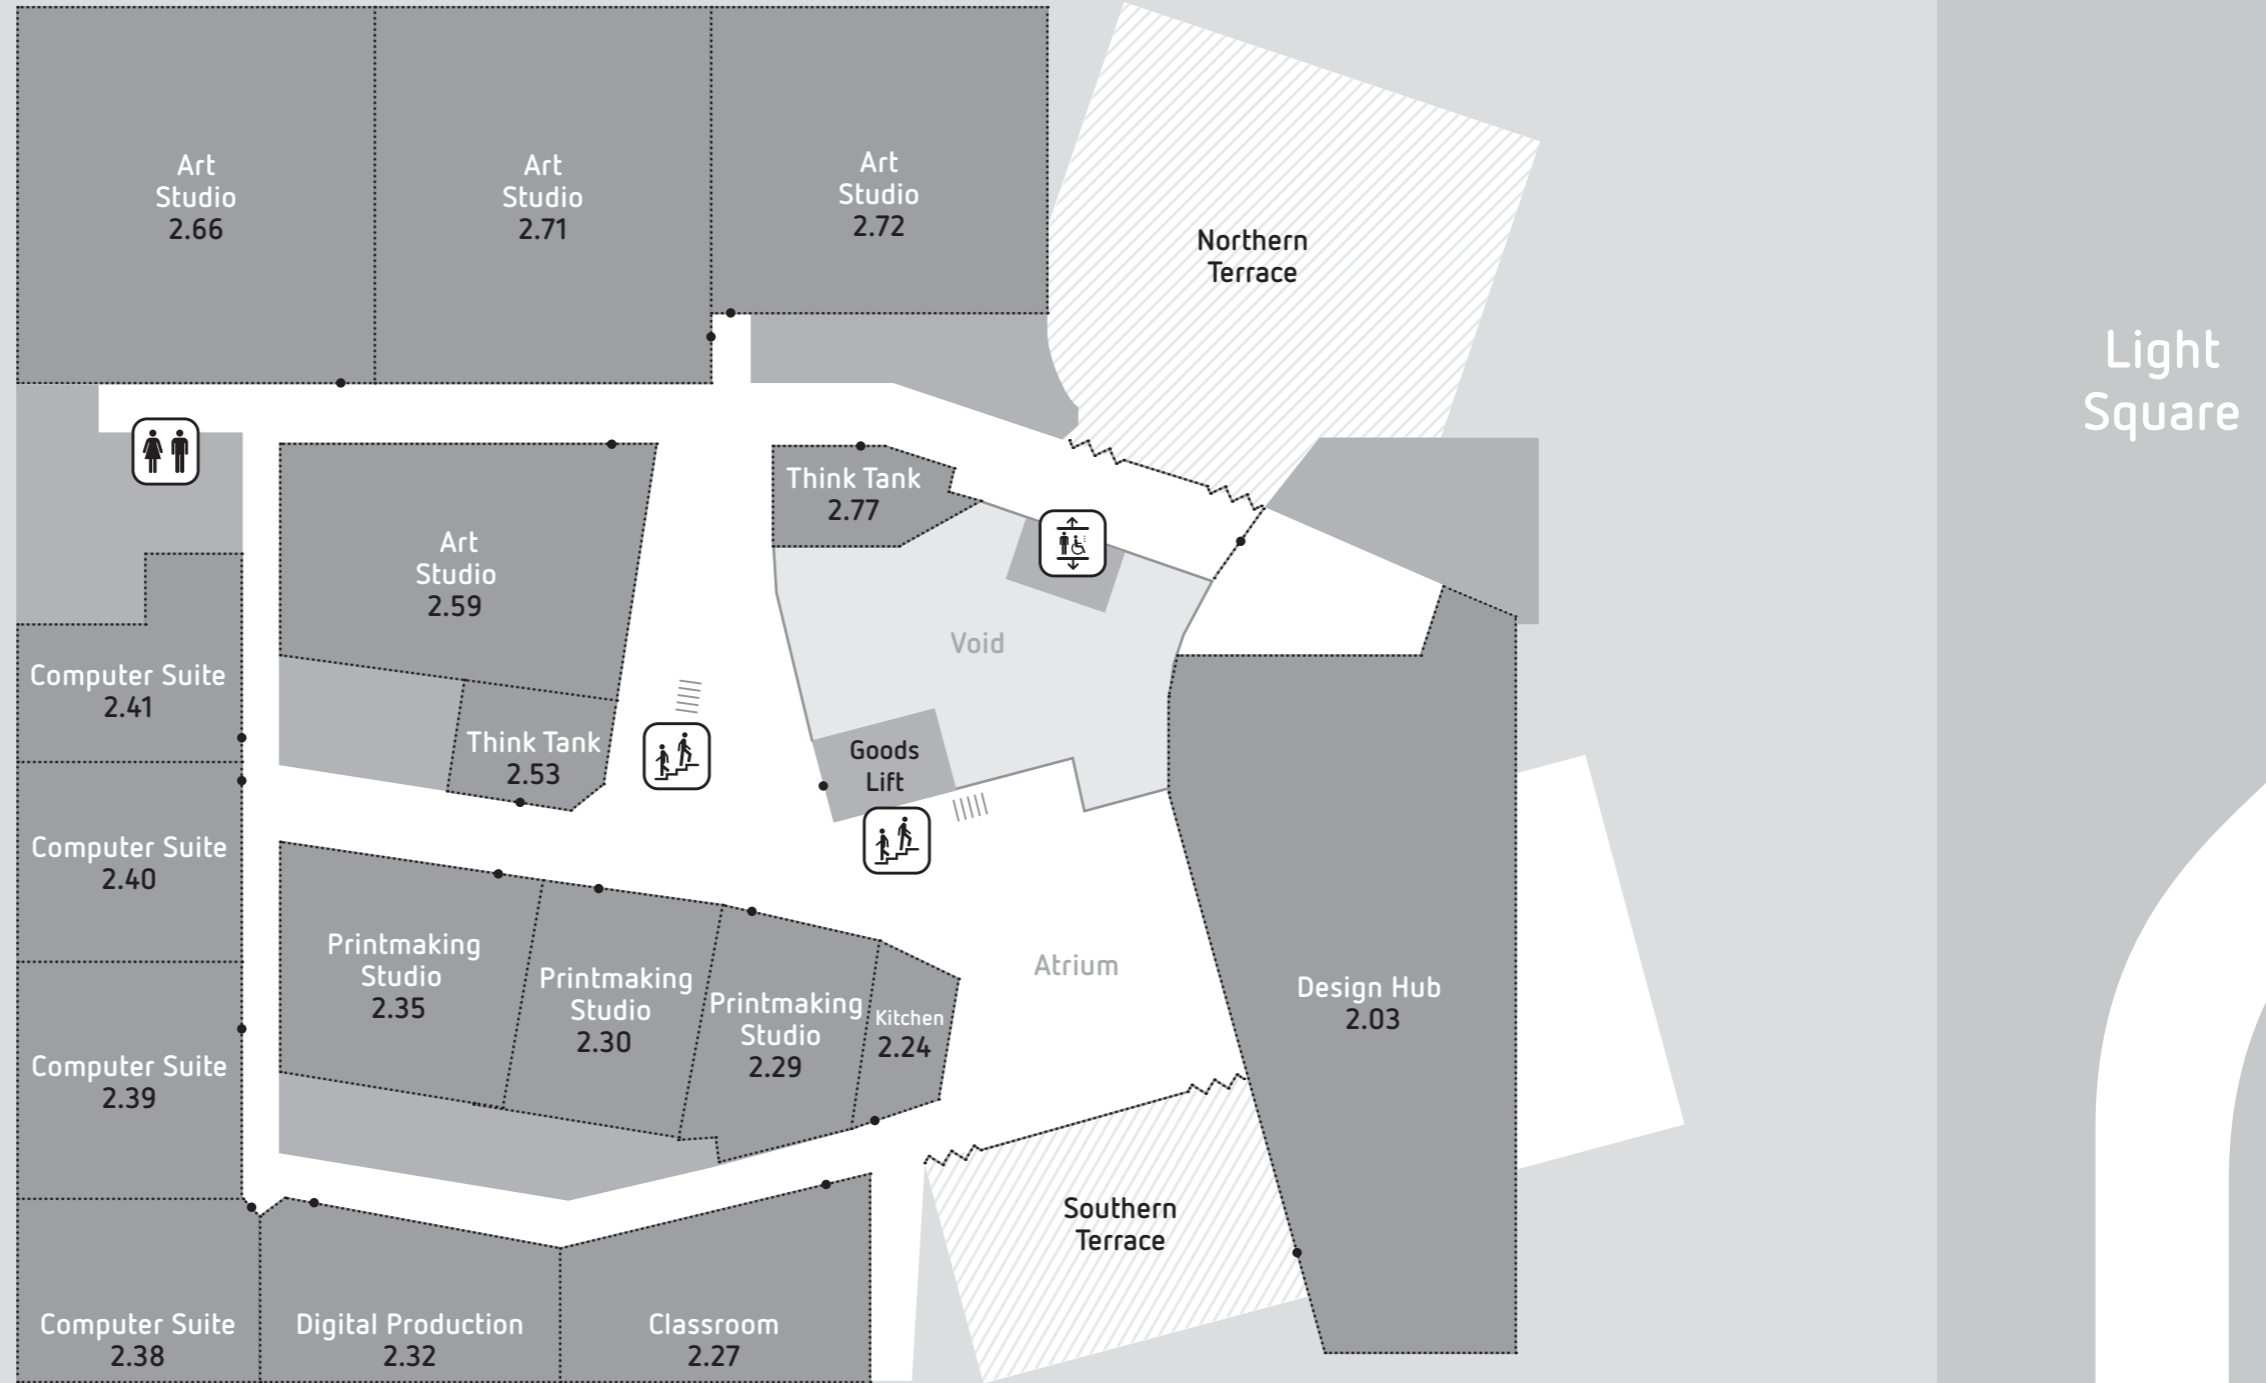 Art
Studio
2.66
Art
Studio
2.71
Art
Studio
2.72
Northern
Terrace
Light
Square
Think Tank
2.77
Art
Studio
2.59
Void
Computer Suite
2.41
Think Tank
2.53
Goods
Lift
Computer Suite
2.40
Printmaking
Studio
2.35
Printmaking
Studio
2.30
Printmaking
Studio
2.29
Kitchen
2.24
Atrium
Design Hub
2.03
Computer Suite
2.39
Southern
Terrace
Computer Suite
2.38
Digital Production
2.32
Classroom
2.27